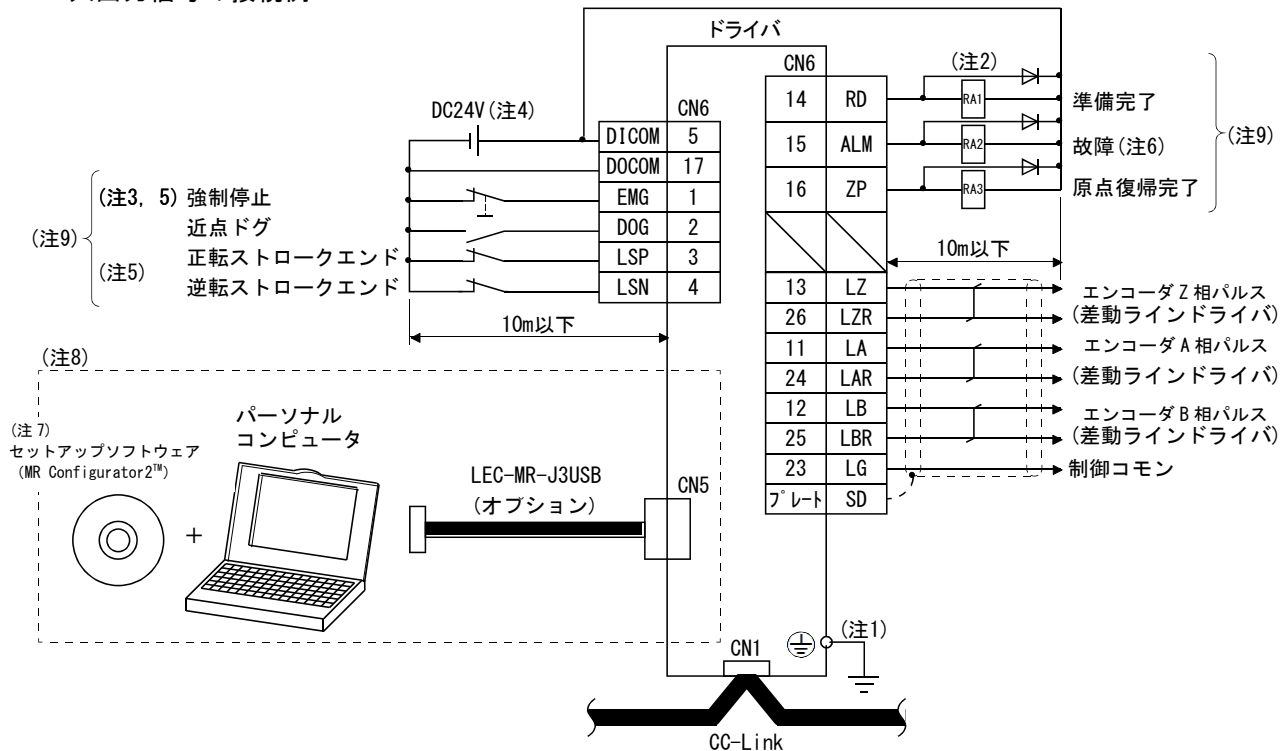 ドライバ
DC24V(注4)
CN6
DICOM 5
DOCOM 17
EMG 1
DOG 2
LSP 3
LSN 4
(注9)
(注3, 5) 強制停止
近点ドグ
(注5)
正転ストロークエンド
逆転ストロークエンド
10m以下
CN6
14 RD
15 ALM
16 ZP
13 LZ
26 LZR
11 LA
24 LAR
12 LB
25 LBR
23 LG
プレート SD
(注2)
RA1
準備完了
RA2
故障(注6)
RA3
原点復帰完了
(注9)
10m以下
エンコーダZ相パルス
(差動ラインドライバ)
エンコーダA相パルス
(差動ラインドライバ)
エンコーダB相パルス
(差動ラインドライバ)
制御コモン
(注8)
(注7)
セットアップソフトウェア
(MR Configurator2™)
+
パーソナル
コンピュータ
LEC-MR-J3USB
(オプション)
CN5
(注1)
CN1
CC-Link